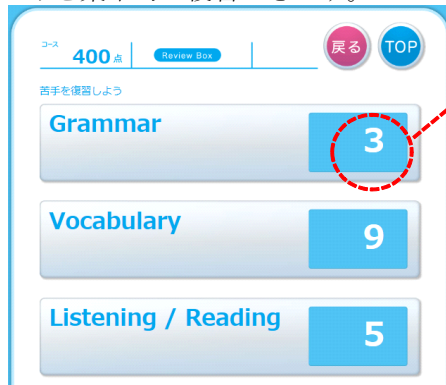 コース
400点
Review Box
戻る
TOP
苦手を復習しよう
Grammar
3
Vocabulary
9
Listening / Reading
5